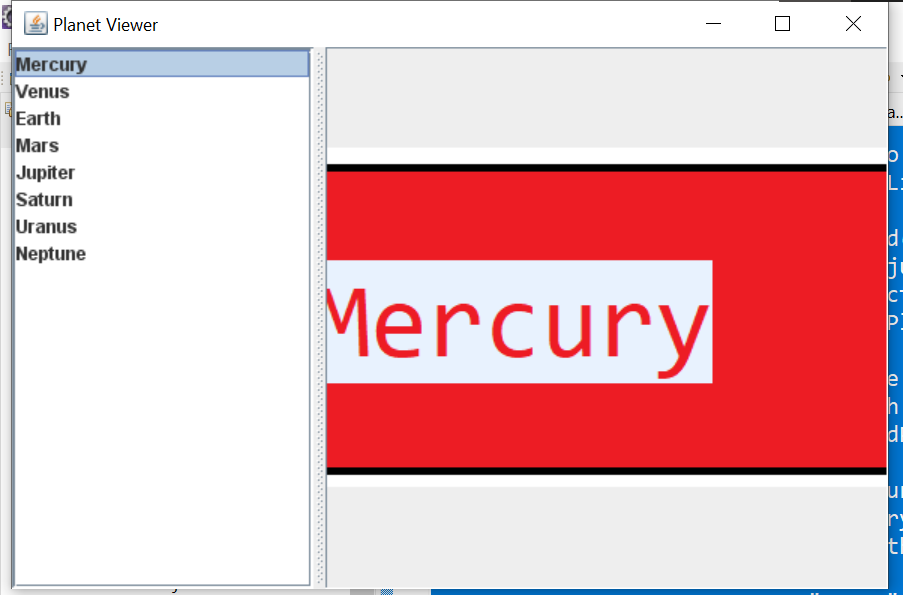 Planet Viewer
Mercury
Venus
Earth
Mars
Jupiter
Saturn
Uranus
Neptune
Mercury